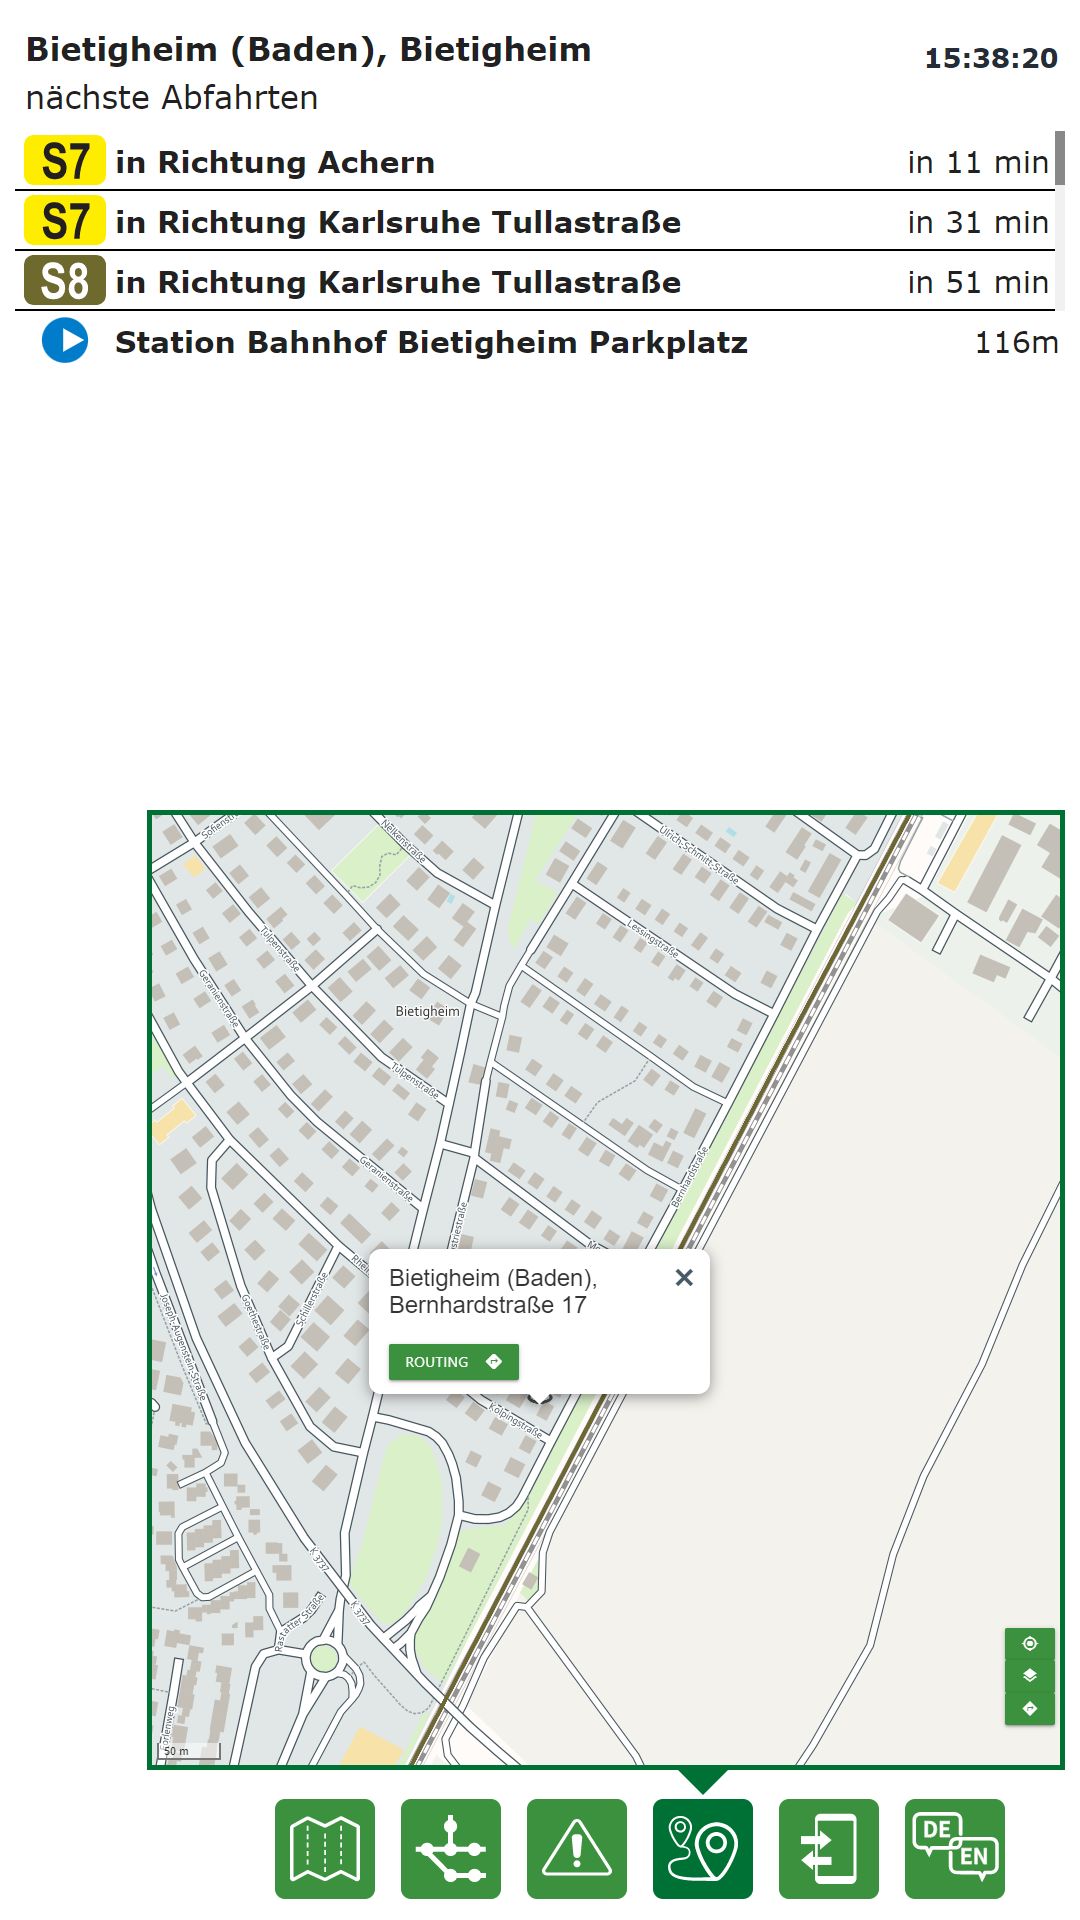 Bietigheim (Baden), Bietigheim
15:38:20
nächste Abfahrten
S7 in Richtung Achern in 11 min
S7 in Richtung Karlsruhe Tullastraße in 31 min
S8 in Richtung Karlsruhe Tullastraße in 51 min
Station Bahnhof Bietigheim Parkplatz 116m
Nelkenstraße
Ulrich-Schmitt-Straße
Tulpenstraße
Lessingstraße
Geranienstraße
Bietigheim
Tulpenstraße
Geranienstraße
Bernhardstraße
Bietigheim (Baden),
Bernhardstraße 17
ROUTING
Schillerstraße
Goethestraße
Joseph-Augenstein-Straße
Kolpingstraße
K 3737
K 3737
Rastatter Straße
50 m
DE
EN